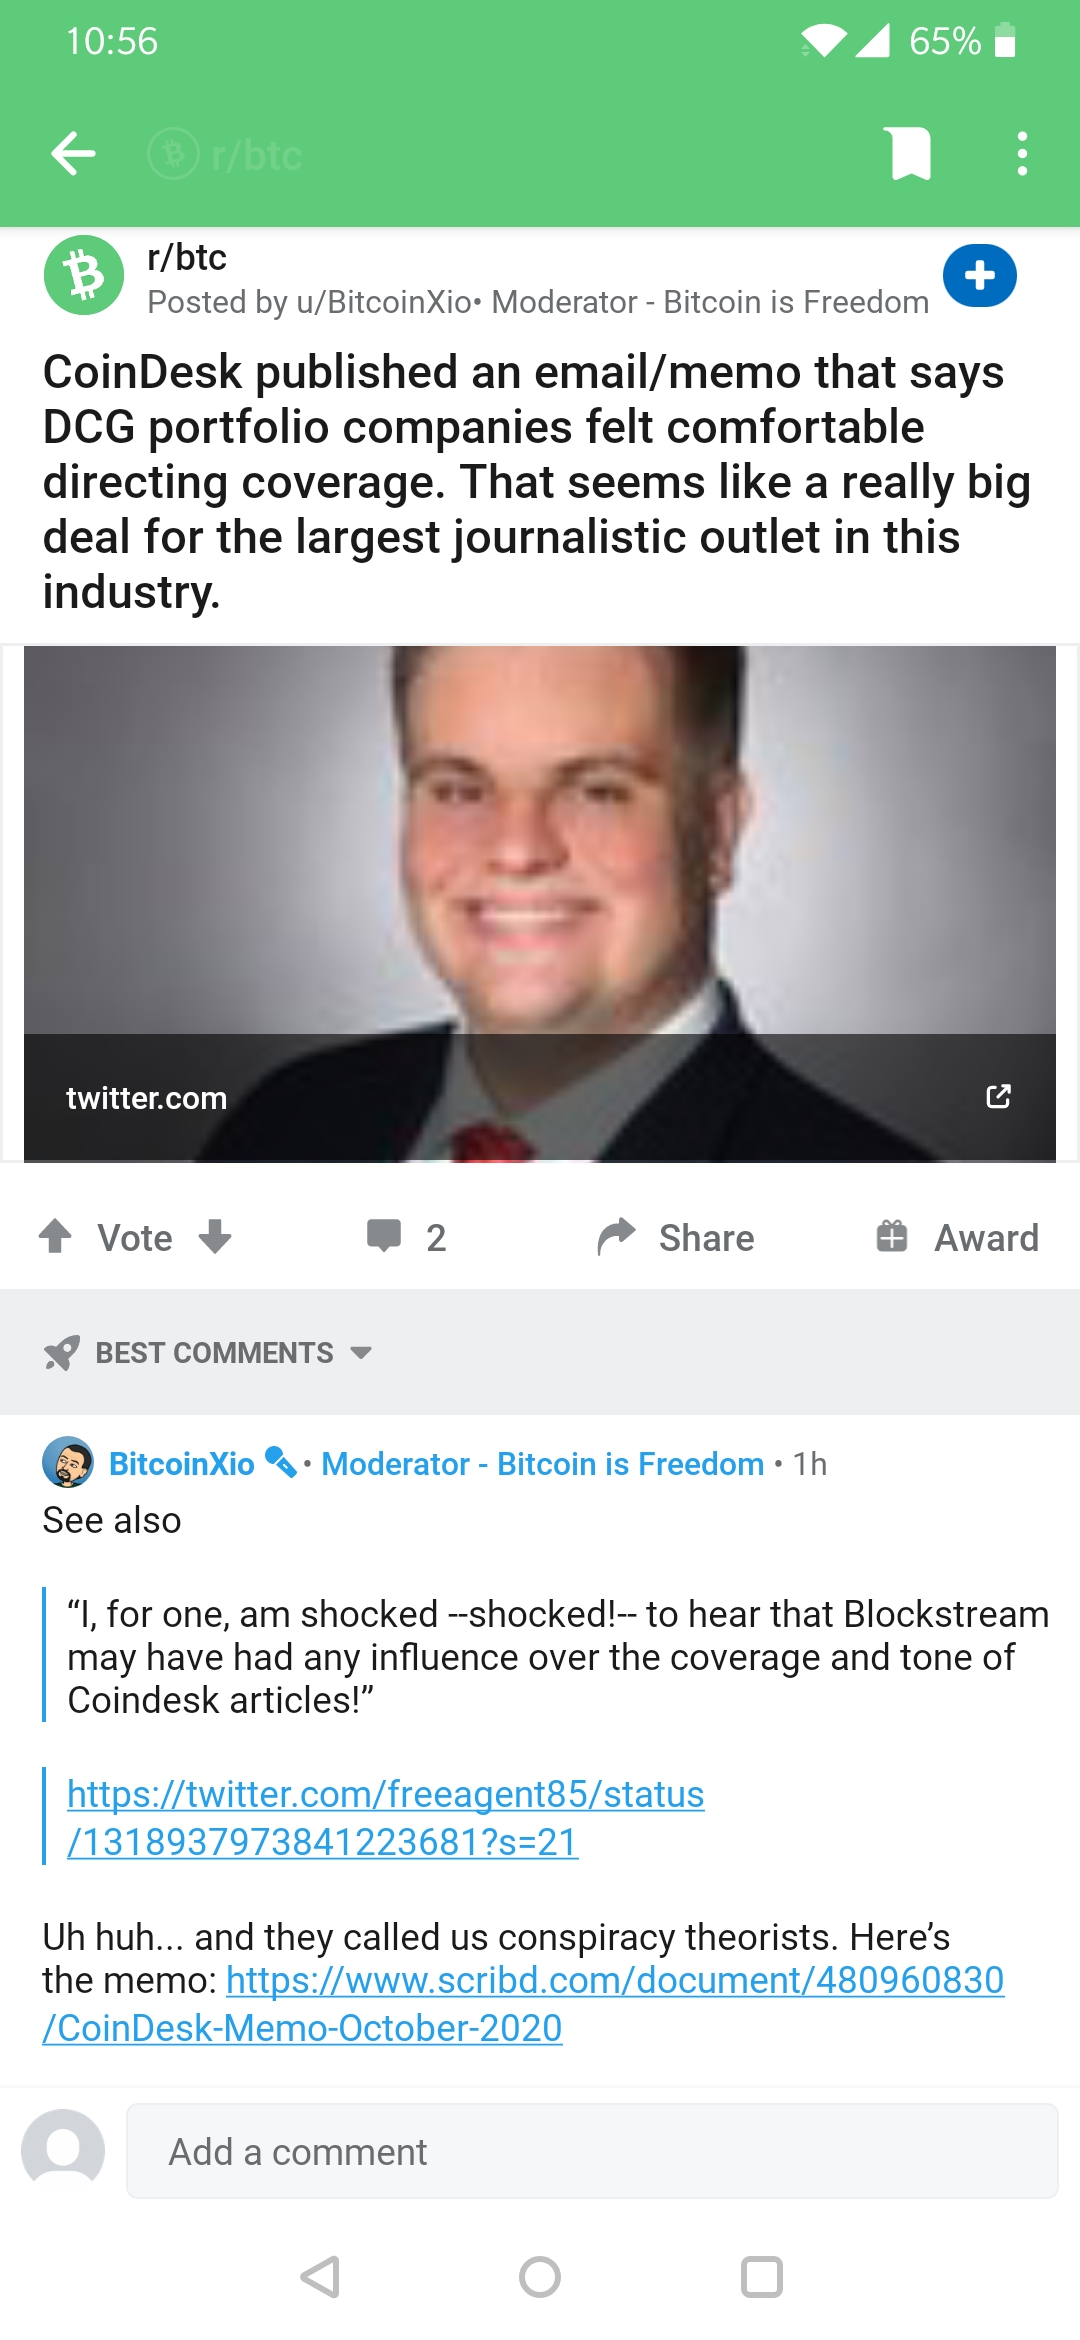 10:56
65%
r/btc
r/btc
Posted by u/BitcoinXio• Moderator - Bitcoin is Freedom
CoinDesk published an email/memo that says
DCG portfolio companies felt comfortable
directing coverage. That seems like a really big
deal for the largest journalistic outlet in this
industry.
twitter.com
Vote
2
Share
Award
BEST COMMENTS
BitcoinXio • Moderator - Bitcoin is Freedom • 1h
See also
“I, for one, am shocked --shocked!-- to hear that Blockstream
may have had any influence over the coverage and tone of
Coindesk articles!”
https://twitter.com/freeagent85/status
/1318937973841223681?s=21
Uh huh... and they called us conspiracy theorists. Here’s
the memo: https://www.scribd.com/document/480960830
/CoinDesk-Memo-October-2020
Add a comment